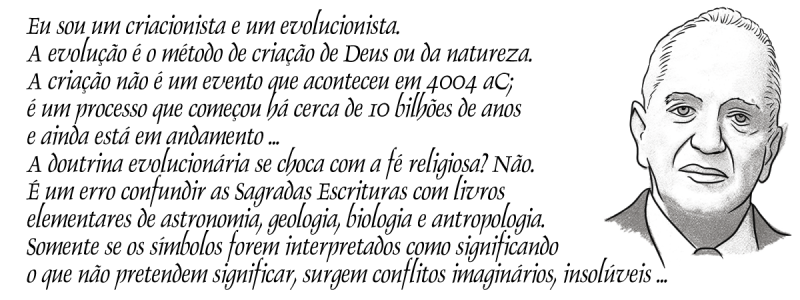 Eu sou um criacionista e um evolucionista.
A evolução é o método de criação de Deus ou da natureza.
A criação não é um evento que aconteceu em 4004 aC;
é um processo que começou há cerca de 10 bilhões de anos
e ainda está em andamento ...
A doutrina evolucionária se choca com a fé religiosa? Não.
É um erro confundir as Sagradas Escrituras com livros
elementares de astronomia, geologia, biologia e antropologia.
Somente se os símbolos forem interpretados como significando
o que não pretendem significar, surgem conflitos imaginários, insolúveis ...